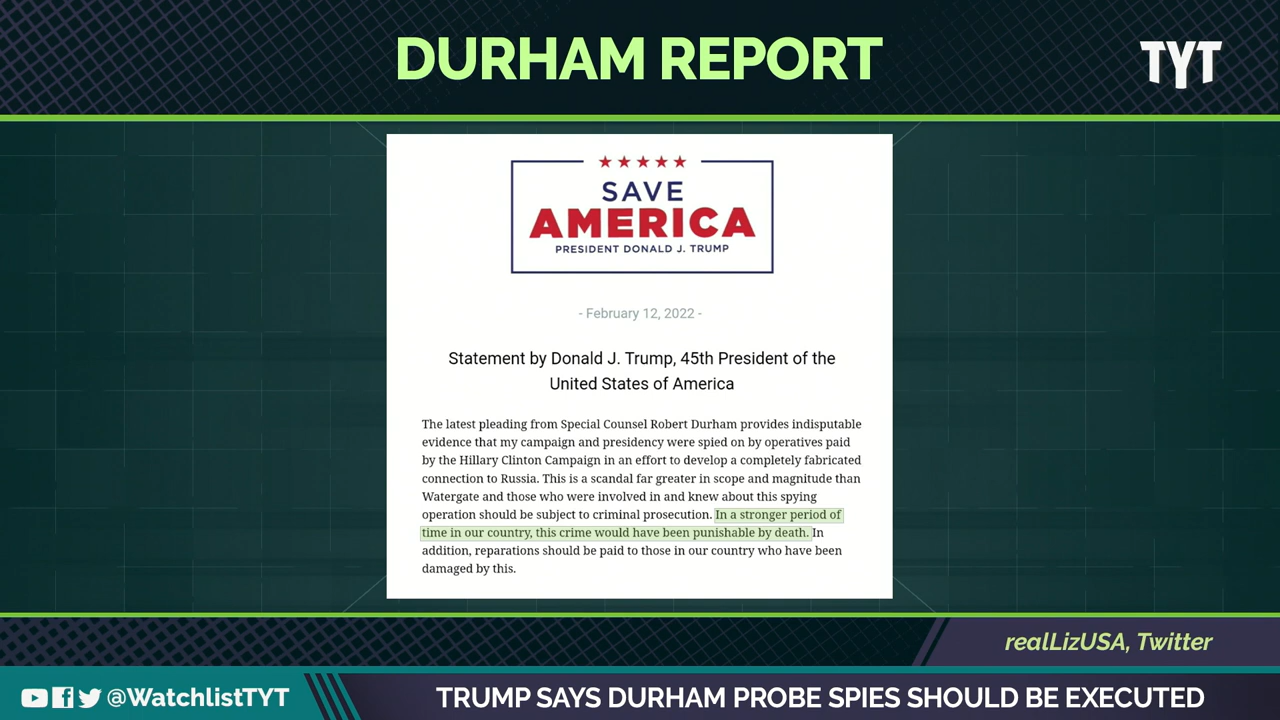 DURHAM REPORT
TYT
SAVE
AMERICA
PRESIDENT DONALD J. TRUMP
- February 12, 2022 -
Statement by Donald J. Trump, 45th President of the
United States of America
The latest pleading from Special Counsel Robert Durham provides indisputable
evidence that my campaign and presidency were spied on by operatives paid
by the Hillary Clinton Campaign in an effort to develop a completely fabricated
connection to Russia. This is a scandal far greater in scope and magnitude than
Watergate and those who were involved in and knew about this spying
operation should be subject to criminal prosecution. In a stronger period of
time in our country, this crime would have been punishable by death. In
addition, reparations should be paid to those in our country who have been
damaged by this.
realLizUSA, Twitter
@WatchlistTYT
TRUMP SAYS DURHAM PROBE SPIES SHOULD BE EXECUTED